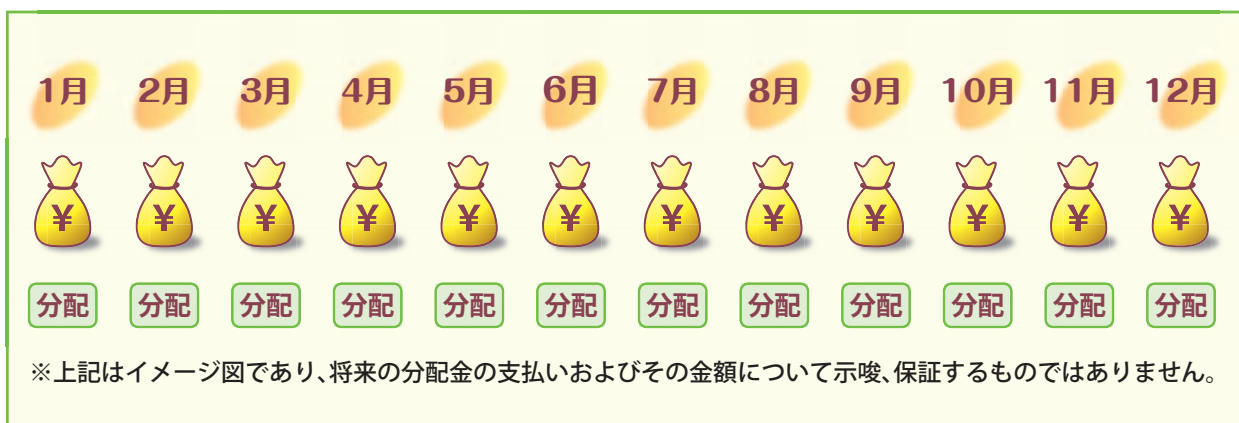 1月 2月 3月 4月 5月 6月 7月 8月 9月 10月 11月 12月
¥ ¥ ¥ ¥ ¥ ¥ ¥ ¥ ¥ ¥ ¥ ¥
分配 分配 分配 分配 分配 分配 分配 分配 分配 分配 分配 分配
※上記はイメージ図であり、将来の分配金の支払いおよびその金額について示唆、保証するものではありません。